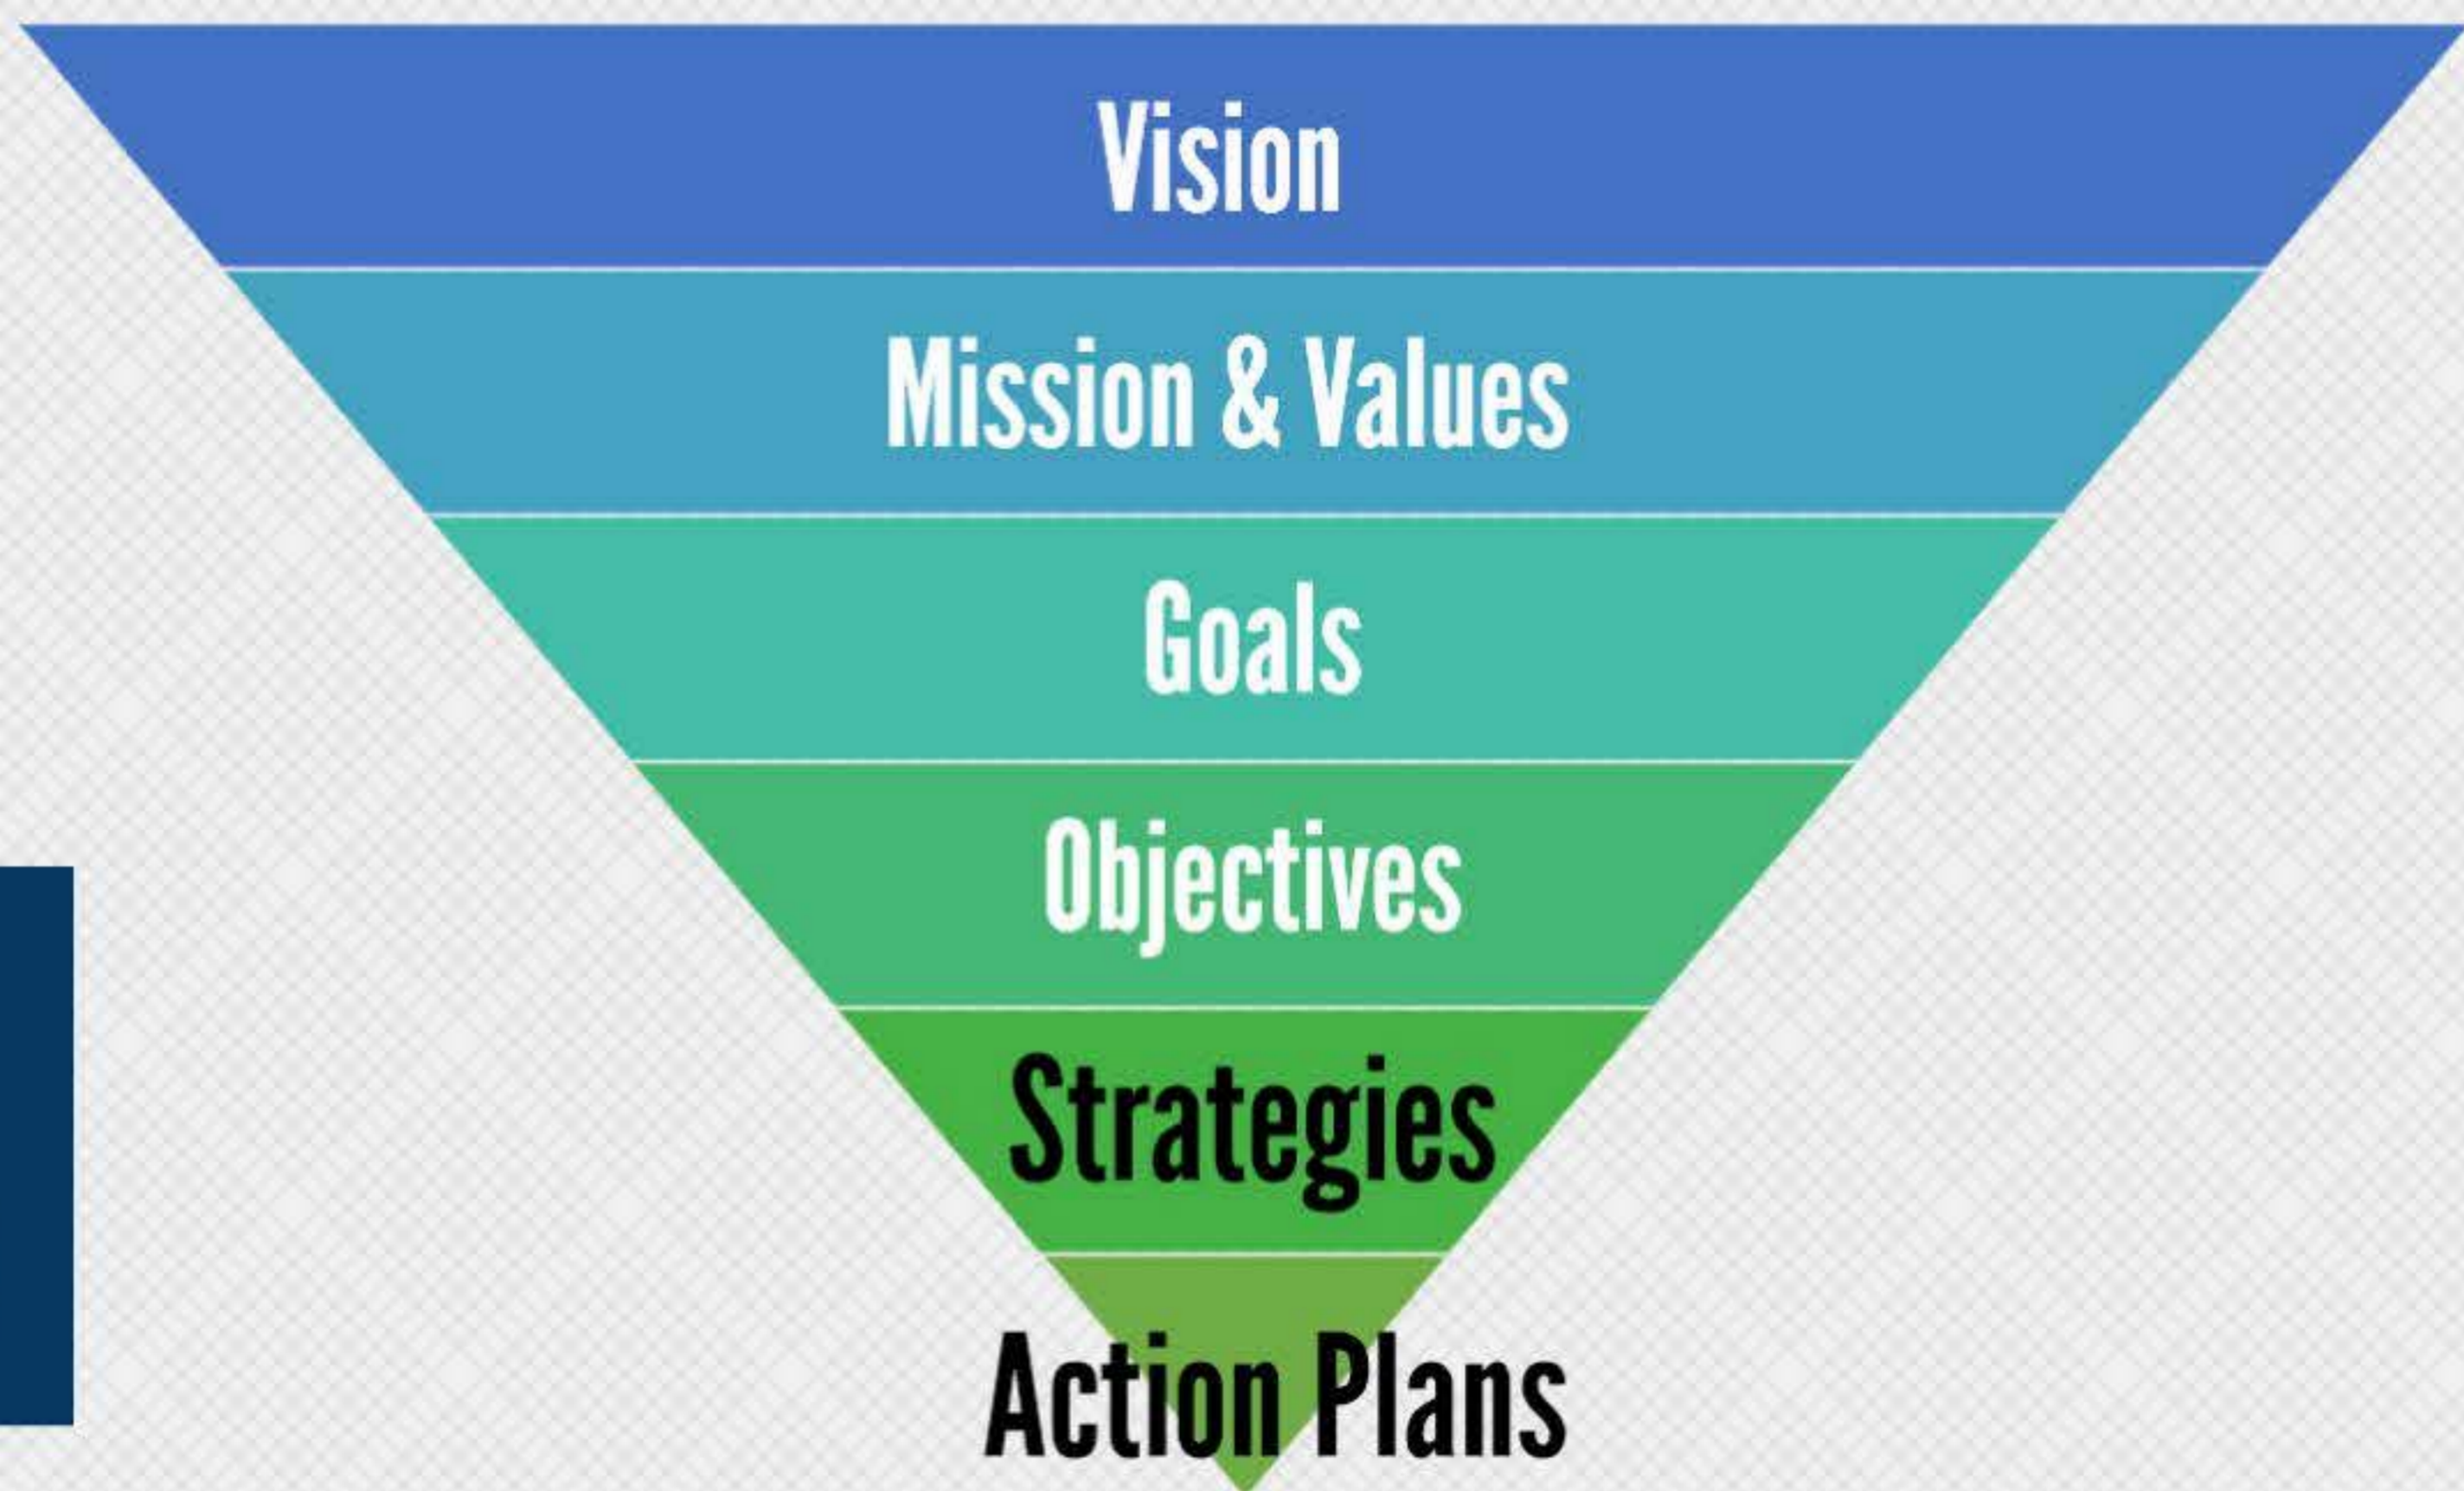 Vision
Mission & Values
Goals
Objectives
Strategies
Action Plans